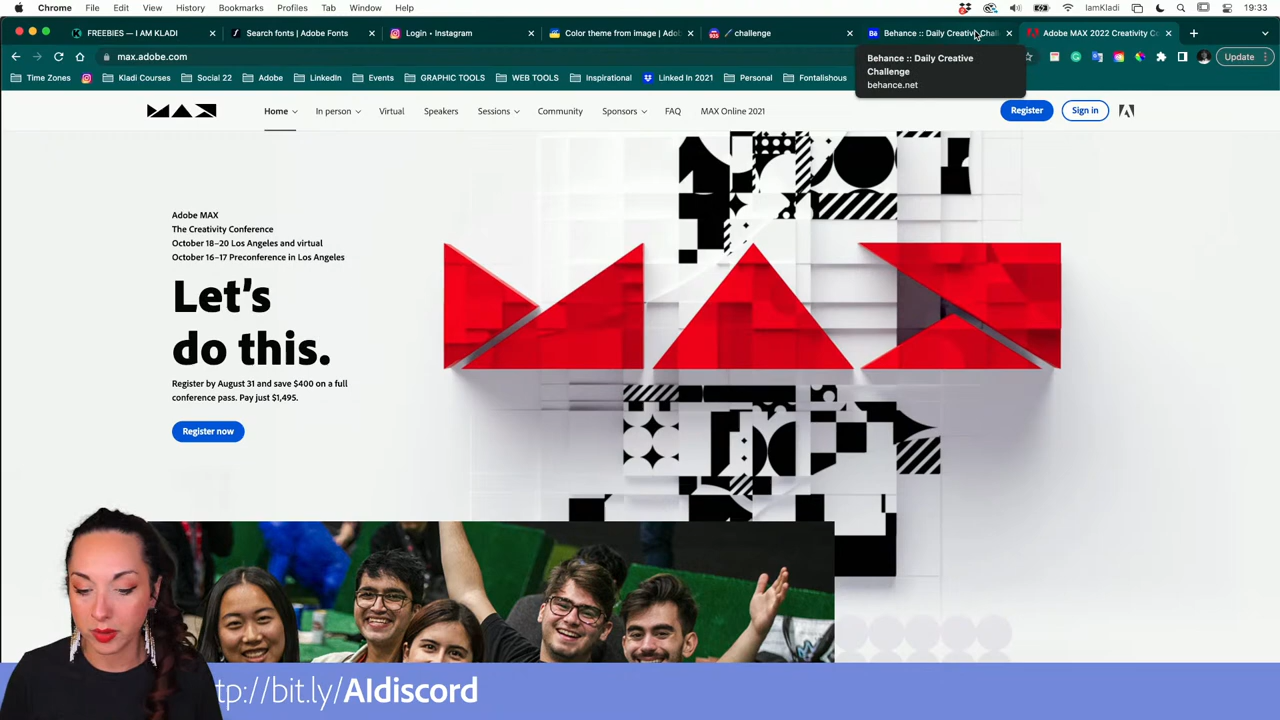 Chrome File Edit View History Bookmarks Profiles Tab Window Help IamKladi 19:33
FREEBIES – I AM KLADI
Search fonts | Adobe Fonts
Login • Instagram
Color theme from image | Adobe
challenge
Behance :: Daily Creative Chall
Adobe MAX 2022 Creativity Co
max.adobe.com
Update
Time Zones Kladi Courses Social 22 Adobe LinkedIn Events GRAPHIC TOOLS WEB TOOLS Inspirational Linked In 2021 Personal Fontalishous
Behance :: Daily Creative
Challenge
behance.net
Home In person Virtual Speakers Sessions Community Sponsors FAQ MAX Online 2021 Register Sign in
Adobe MAX
The Creativity Conference
October 18–20 Los Angeles and virtual
October 16–17 Preconference in Los Angeles
Let's
do this.
Register by August 31 and save $400 on a full
conference pass. Pay just $1,495.
Register now
MAX
tp://bit.ly/AIdiscord